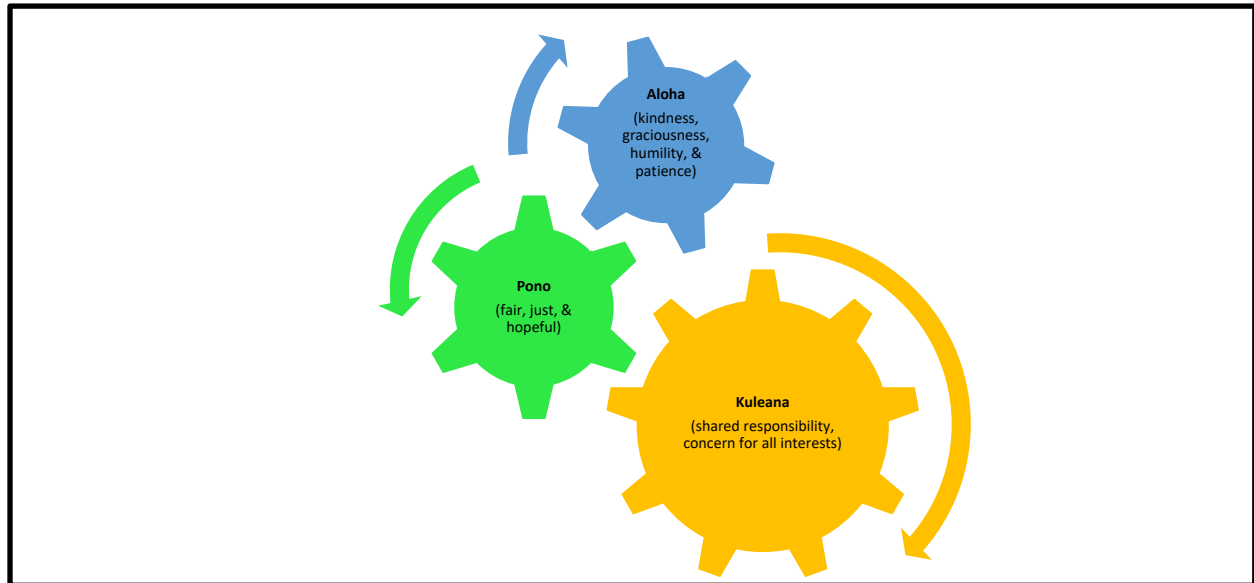 Aloha
(kindness,
graciousness,
humility, &
patience)
Pono
(fair, just, &
hopeful)
Kuleana
(shared responsibility,
concern for all interests)